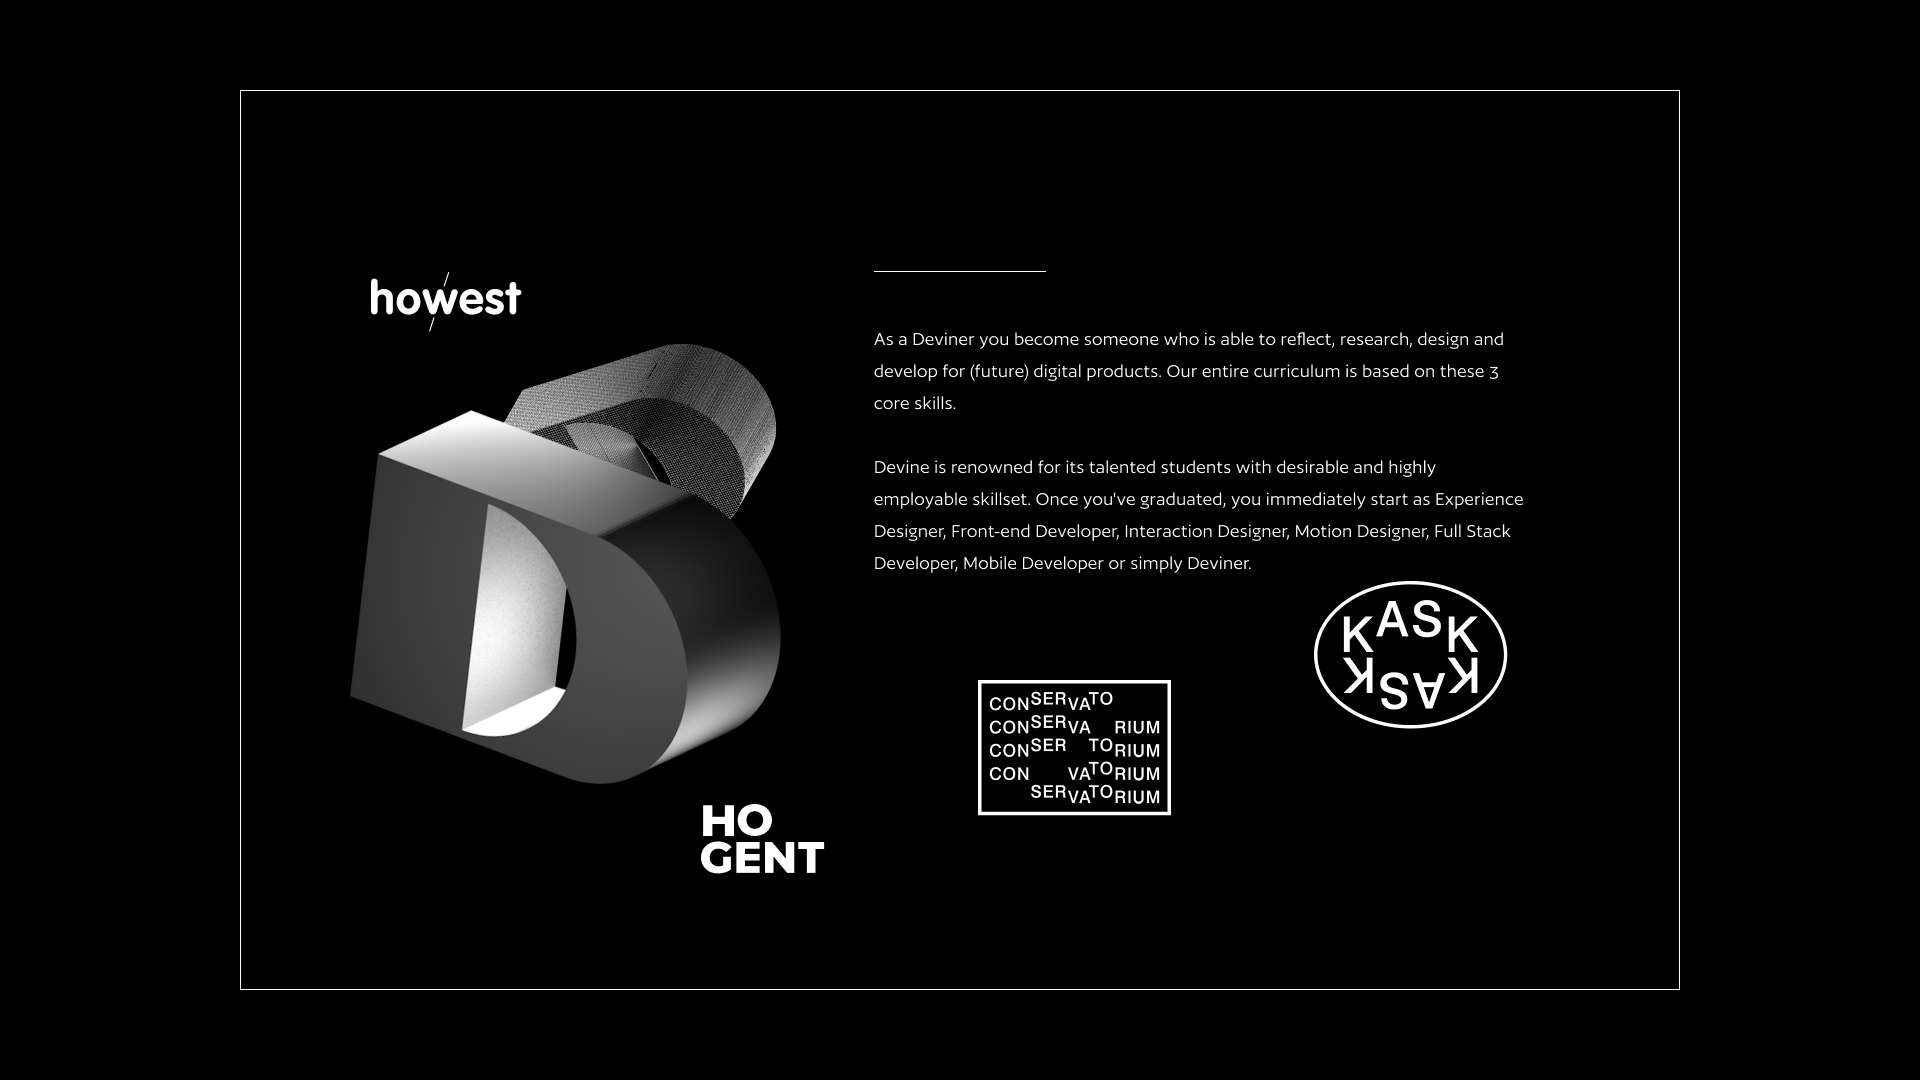 howest
As a Deviner you become someone who is able to reflect, research, design and
develop for (future) digital products. Our entire curriculum is based on these 3
core skills.
Devine is renowned for its talented students with desirable and highly
employable skillset. Once you've graduated, you immediately start as Experience
Designer, Front-end Developer, Interaction Designer, Motion Designer, Full Stack
Developer, Mobile Developer or simply Deviner.
D
KASK
KASK
CONSERVATO
CONSERVA RIUM
CONSER TORIUM
CON VATORIUM
SERVATORIUM
HO
GENT